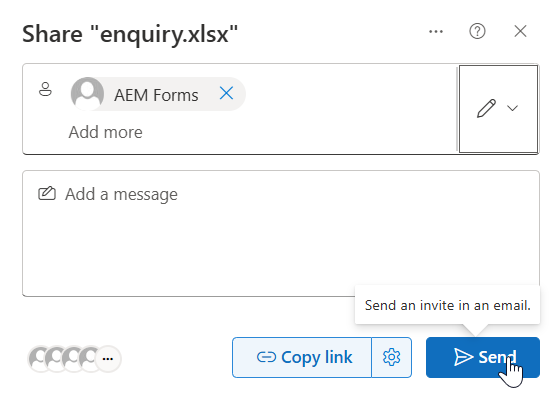 Share "enquiry.xlsx"
AEM Forms
Add more
Add a message
Send an invite in an email.
Copy link
Send